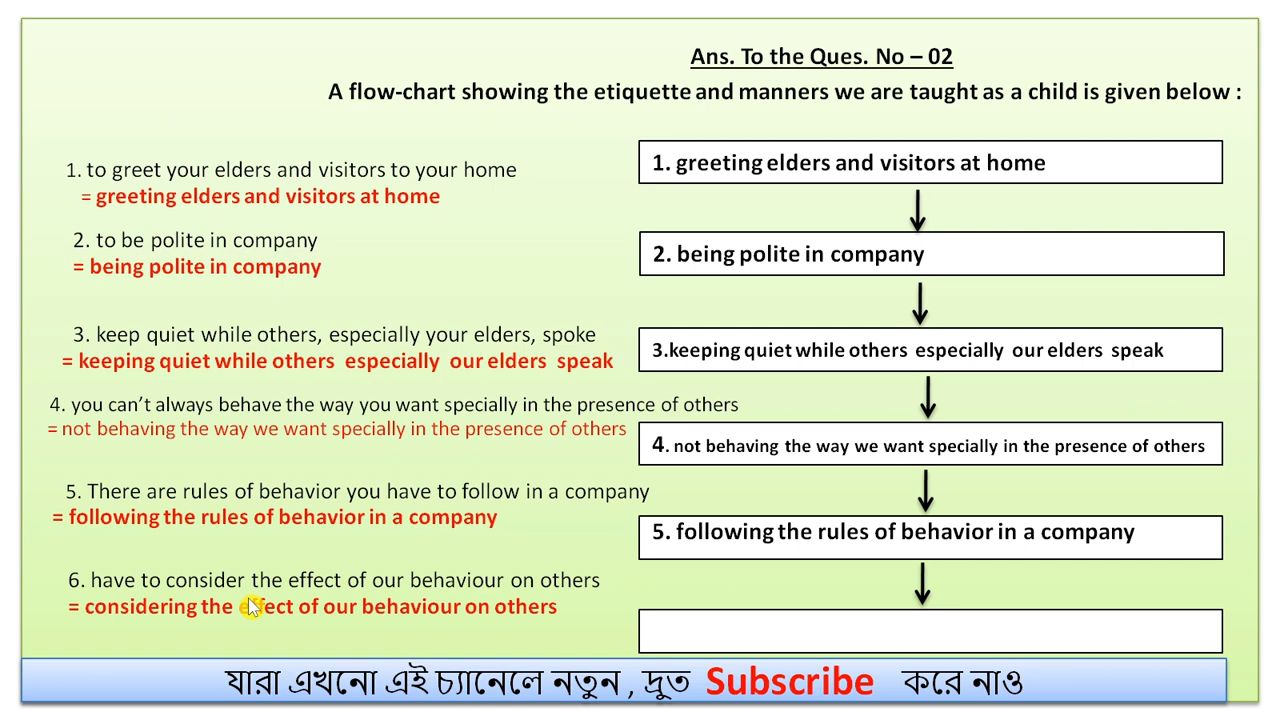 Ans. To the Ques. No – 02
A flow-chart showing the etiquette and manners we are taught as a child is given below :
1. to greet your elders and visitors to your home
= greeting elders and visitors at home
2. to be polite in company
= being polite in company
3. keep quiet while others, especially your elders, spoke
= keeping quiet while others especially our elders speak
4. you can’t always behave the way you want specially in the presence of others
= not behaving the way we want specially in the presence of others
5. There are rules of behavior you have to follow in a company
= following the rules of behavior in a company
6. have to consider the effect of our behaviour on others
= considering the effect of our behaviour on others
1. greeting elders and visitors at home
2. being polite in company
3.keeping quiet while others especially our elders speak
4. not behaving the way we want specially in the presence of others
5. following the rules of behavior in a company
যারা এখনো এই চ্যানেলে নতুন , দ্রুত Subscribe করে নাও